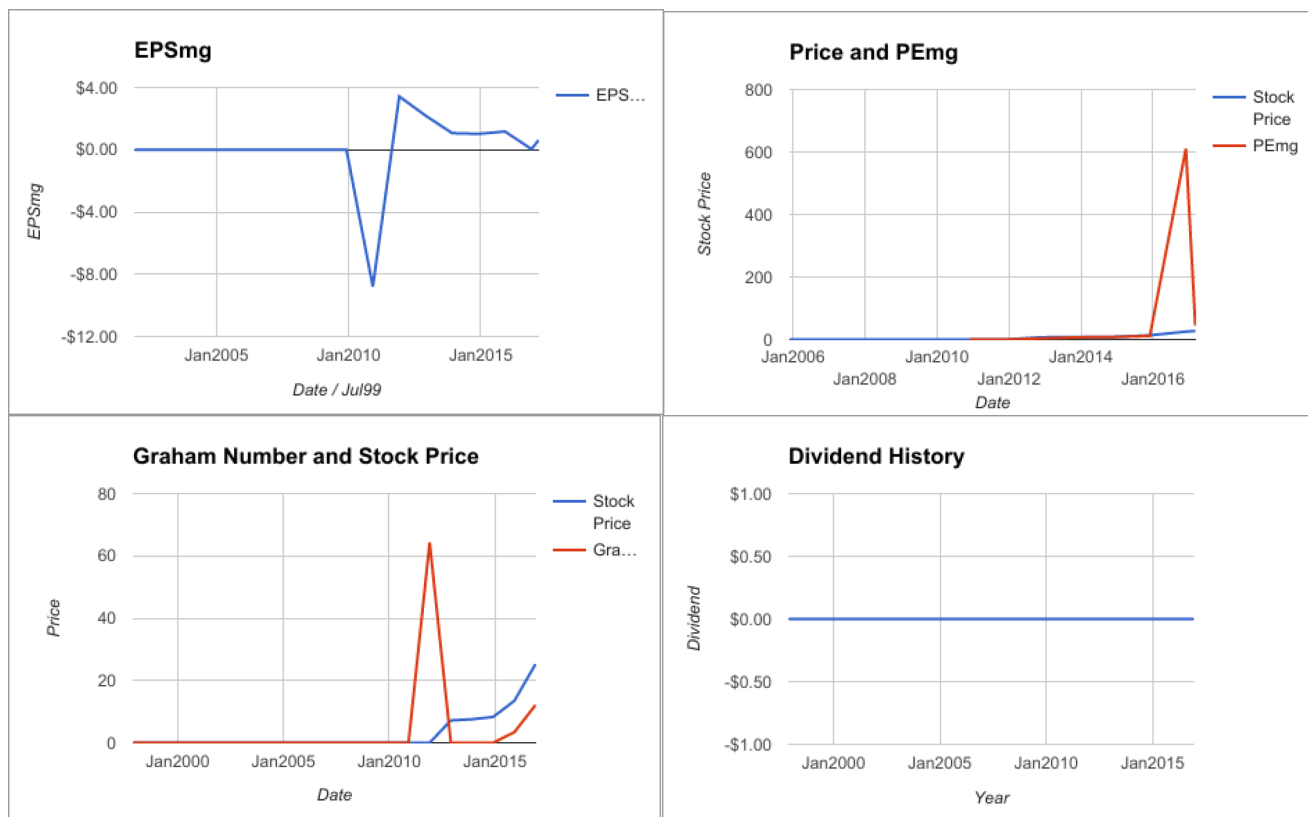 EPSmg
$4.00
$0.00
-$4.00
-$8.00
-$12.00
EPSmg
EPS…
Jan2005
Jan2010
Jan2015
Date / Jul99
Price and PEmg
800
600
400
200
0
Stock Price
Stock
Price
PEmg
Jan2006
Jan2008
Jan2010
Jan2012
Jan2014
Jan2016
Date
Graham Number and Stock Price
80
60
40
20
0
Price
Stock
Price
Gra…
Jan2000
Jan2005
Jan2010
Jan2015
Date
Dividend History
$1.00
$0.50
$0.00
-$0.50
-$1.00
Dividend
Jan2000
Jan2005
Jan2010
Jan2015
Year